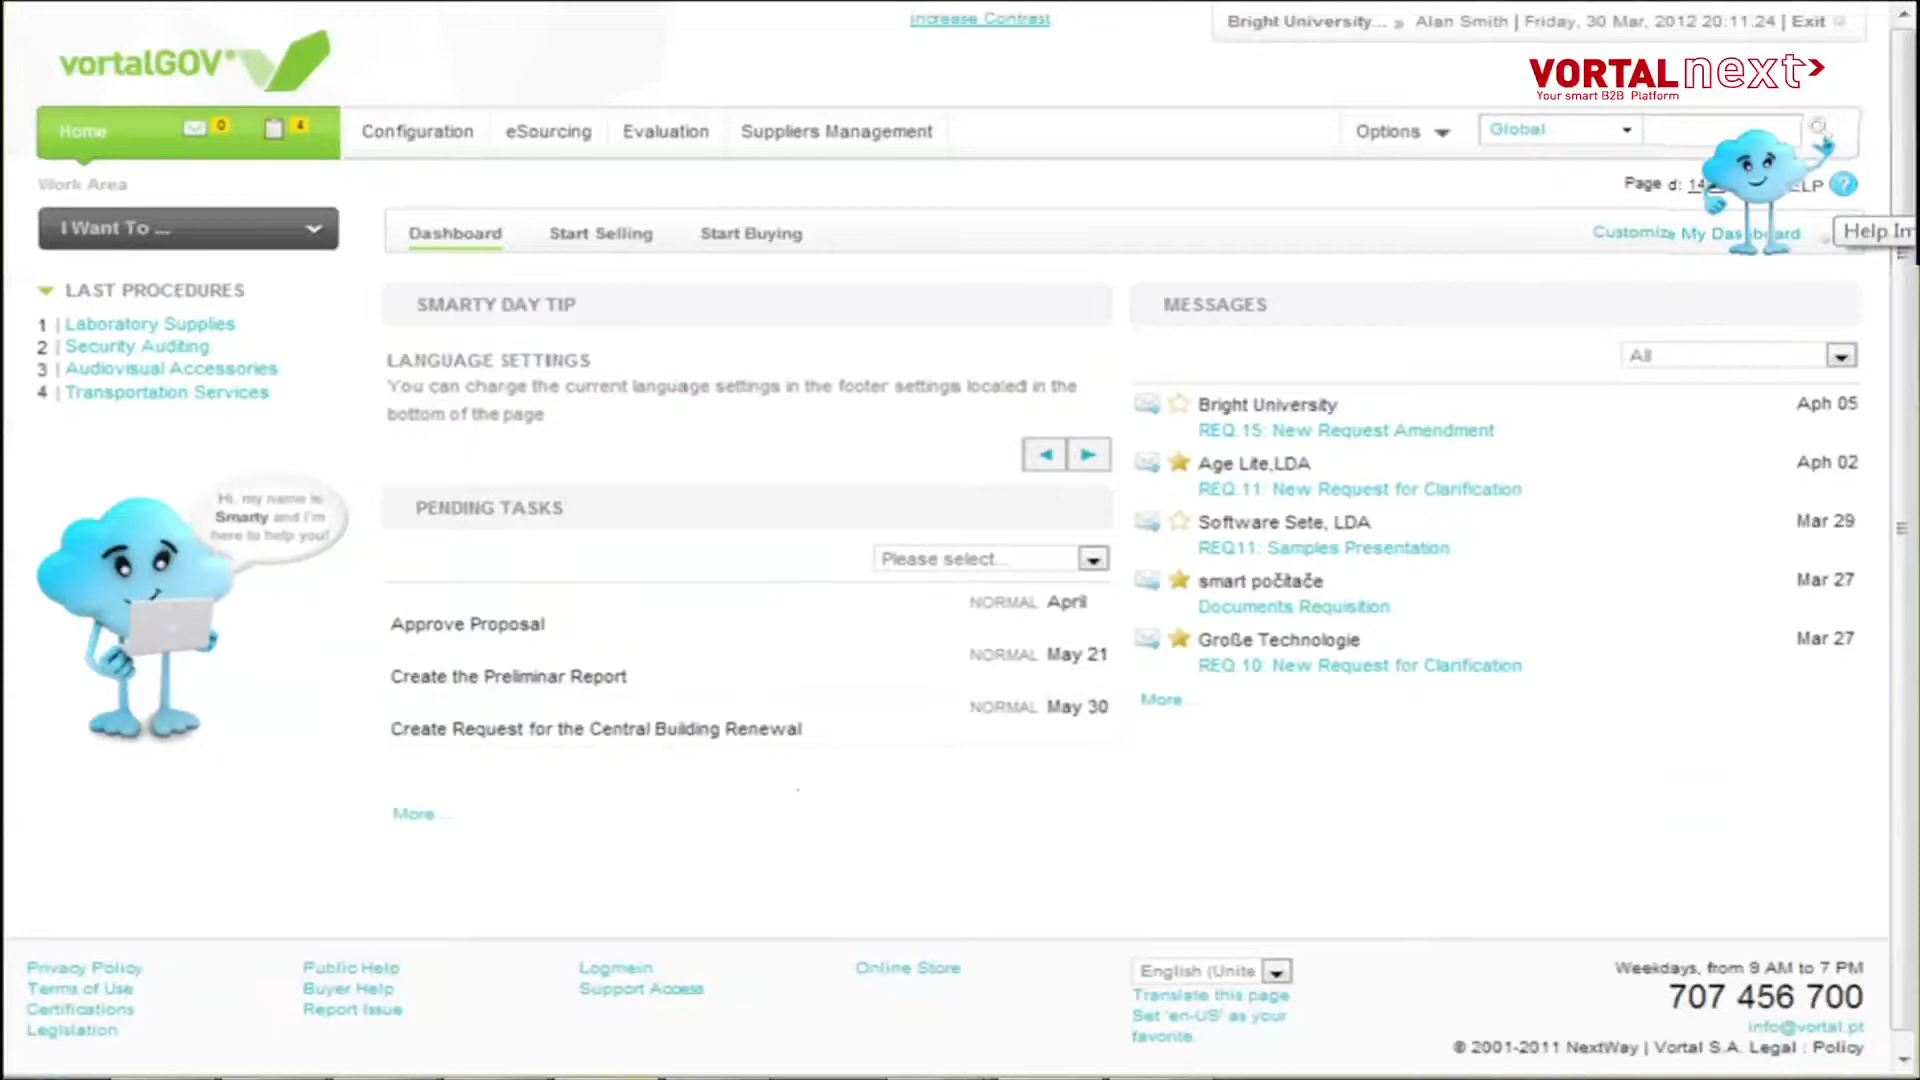 Increase Contrast
Bright University... » Alan Smith | Friday, 30 Mar, 2012 20:11.24 | Exit
vortalGOV
VORTALnext
Your smart B2B Platform
Home 0 4 Configuration eSourcing Evaluation Suppliers Management Options Global
Work Area
Page d:
I Want To ...
Dashboard Start Selling Start Buying
Customize My
Help
LAST PROCEDURES
1 | Laboratory Supplies
2 | Security Auditing
3 | Audiovisual Accessories
4 | Transportation Services
Hi, my name is
Smarty and I'm
here to help you!
SMARTY DAY TIP
LANGUAGE SETTINGS
You can change the current language settings in the footer settings localed in the
bottom of the page
PENDING TASKS
Please select...
NORMAL April
Approve Proposal
NORMAL May 21
Create the Preliminar Report
NORMAL May 30
Create Request for the Central Building Renewal
More ...
MESSAGES
All
Bright University Aph 05
REQ.15: New Request Amendment
Age Lite,LDA Aph 02
REQ.11: New Request for Clarification
Software Sete, LDA Mar 29
REQ11: Samples Presentation
smart počítače Mar 27
Documents Requisition
Große Technologie Mar 27
REQ.10: New Request for Clarification
More ...
Privacy Policy
Terms of Use
Certifications
Legislation
Public Help
Buyer Help
Report Issue
Logmein
Support Access
Online Store
English (Unite
Translate this page
Set 'en-US' as your
favorite.
Weekdays, from 9 AM to 7 PM
707 456 700
info@vortal.pt
© 2001-2011 NextWay | Vortal S.A. Legal : Policy